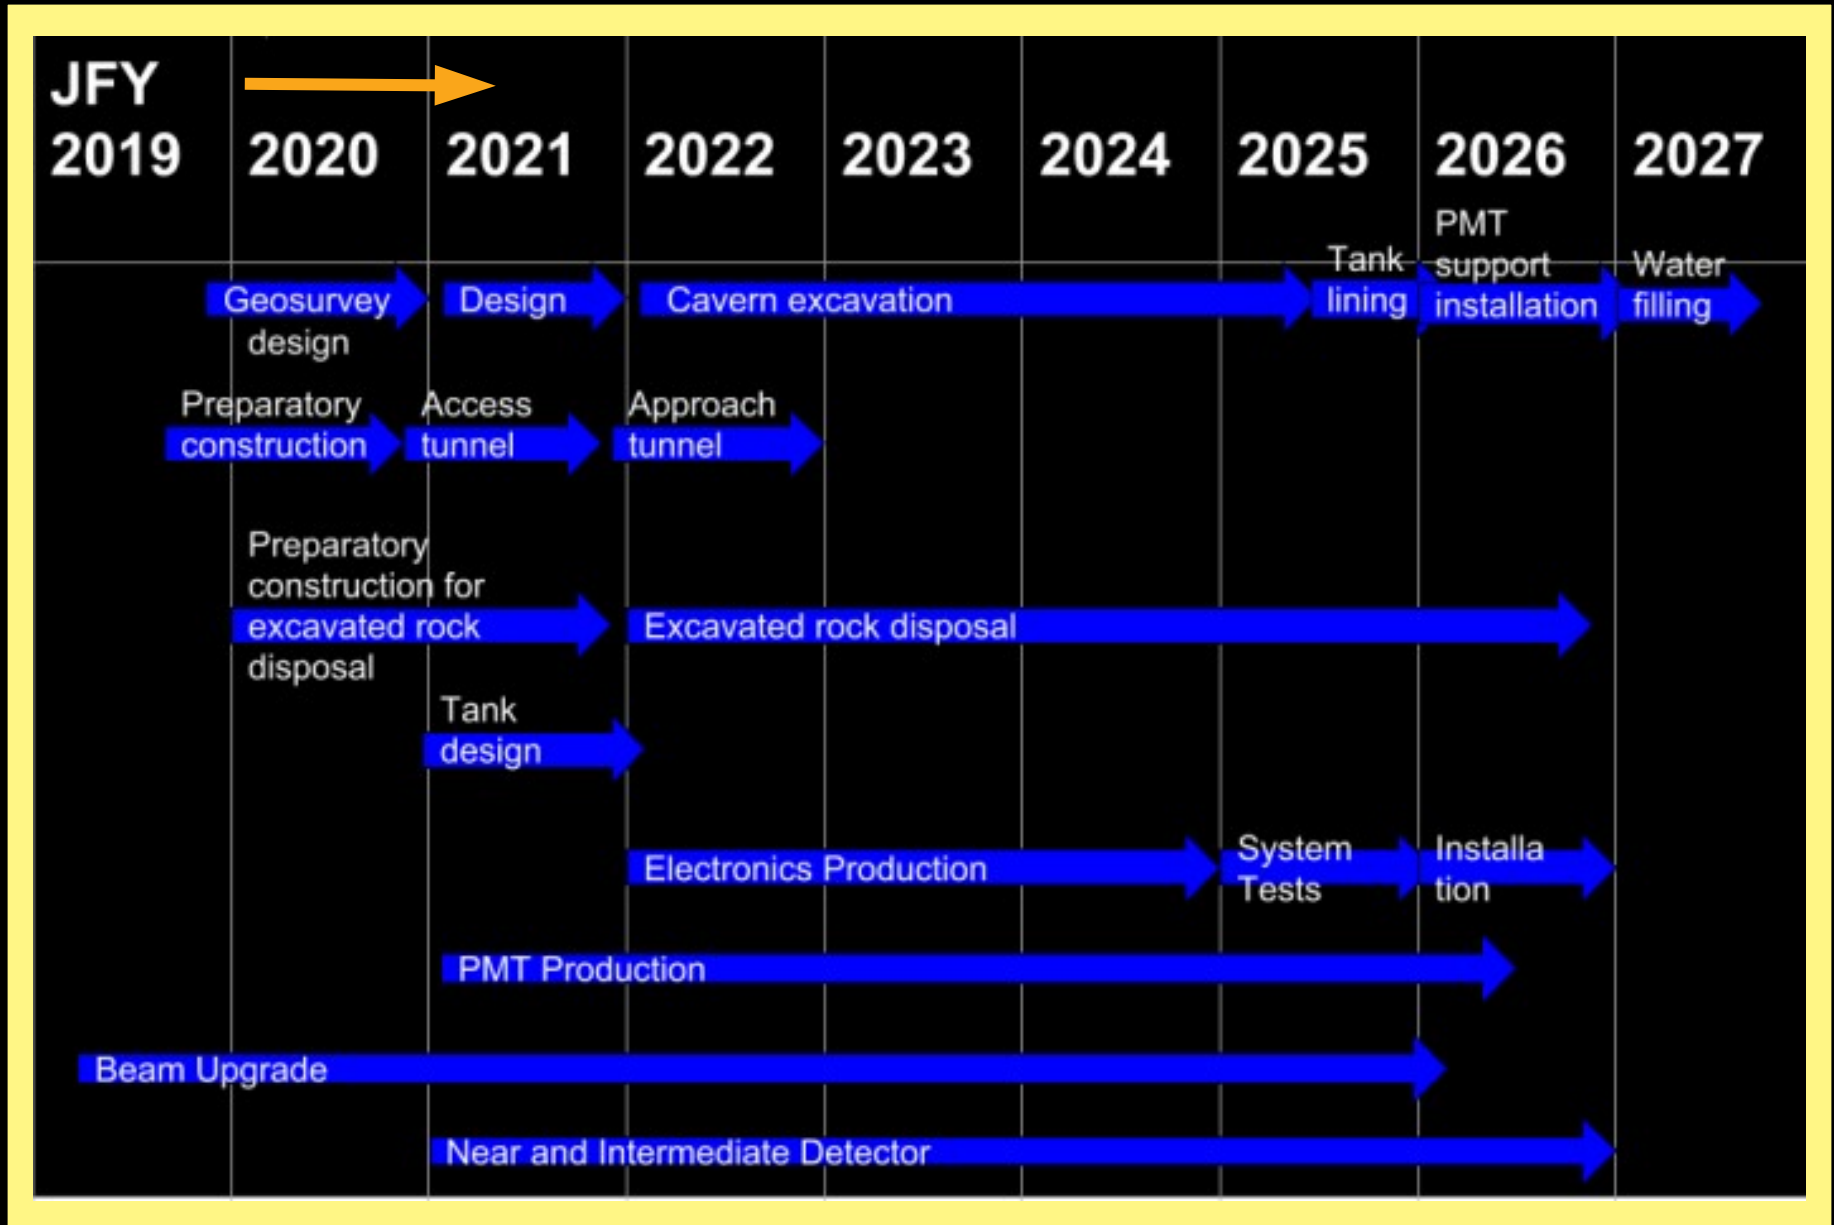 JFY
2019 2020 2021 2022 2023 2024 2025 2026 2027
Geosurvey
design
Design
Cavern excavation
Tank
lining
PMT
support
installation
Water
filling
Preparatory
construction
Access
tunnel
Approach
tunnel
Preparatory
construction for
excavated rock
disposal
Excavated rock disposal
Tank
design
Electronics Production
System
Tests
Installa
tion
PMT Production
Beam Upgrade
Near and Intermediate Detector